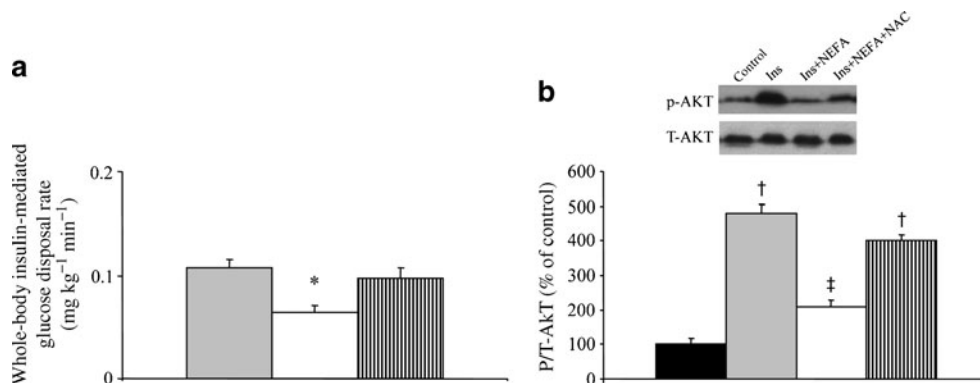 a
0.2
0.1
0
Whole-body insulin-mediated
glucose disposal rate
(mg kg⁻¹ min⁻¹)
*
b
Control
Ins
Ins+NEFA
Ins+NEFA+NAC
p-AKT
T-AKT
600
500
400
300
200
100
0
P/T-AkT (% of control)
†
‡
†